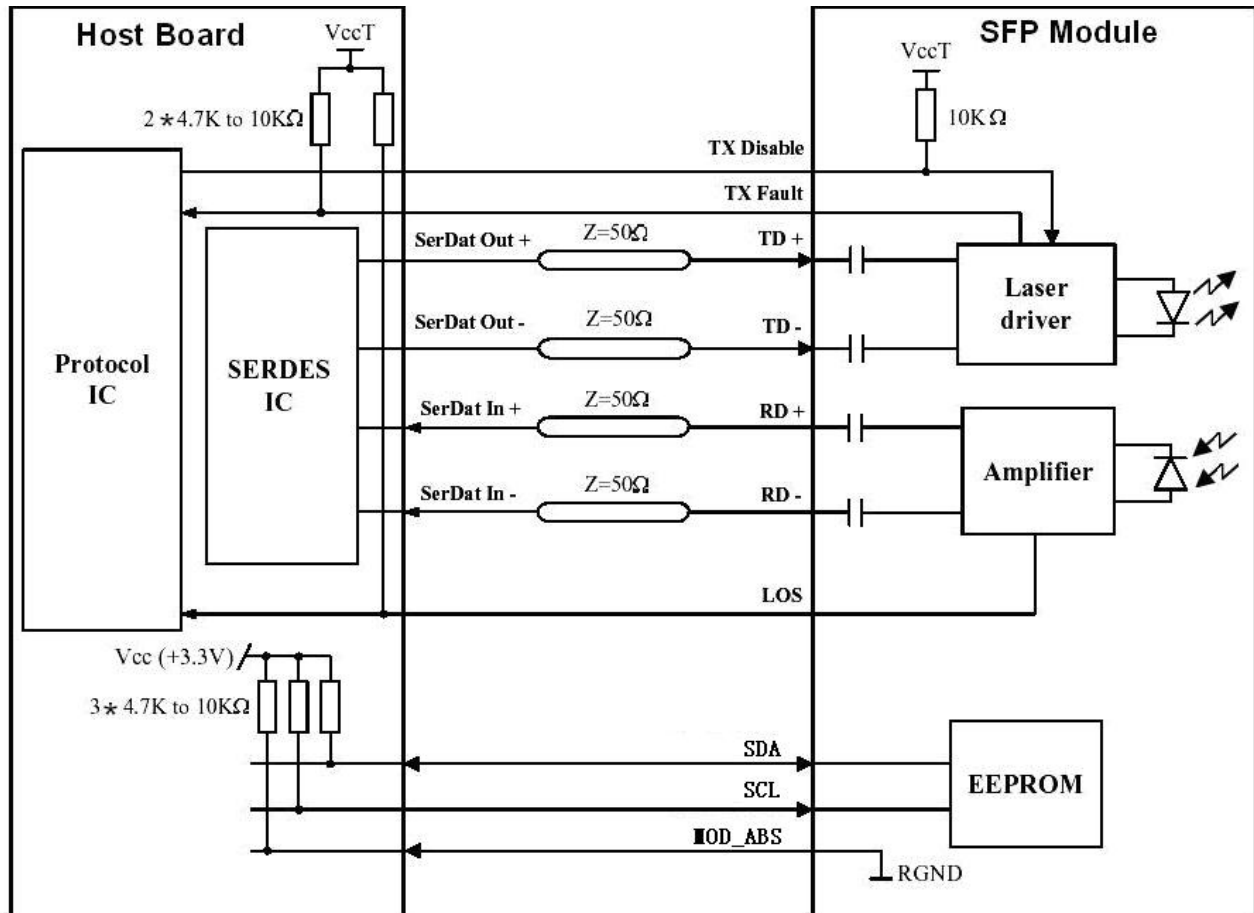 Host Board
SFP Module
VccT
VccT
2*4.7K to 10KΩ
10KΩ
TX Disable
TX Fault
SerDat Out +
Z=50Ω
TD +
Laser
driver
SerDat Out -
Z=50Ω
TD -
Protocol
IC
SERDES
IC
SerDat In +
Z=50Ω
RD +
Amplifier
SerDat In -
Z=50Ω
RD -
LOS
Vcc (+3.3V)
3*4.7K to 10KΩ
SDA
SCL
EEPROM
MOD_ABS
RGND